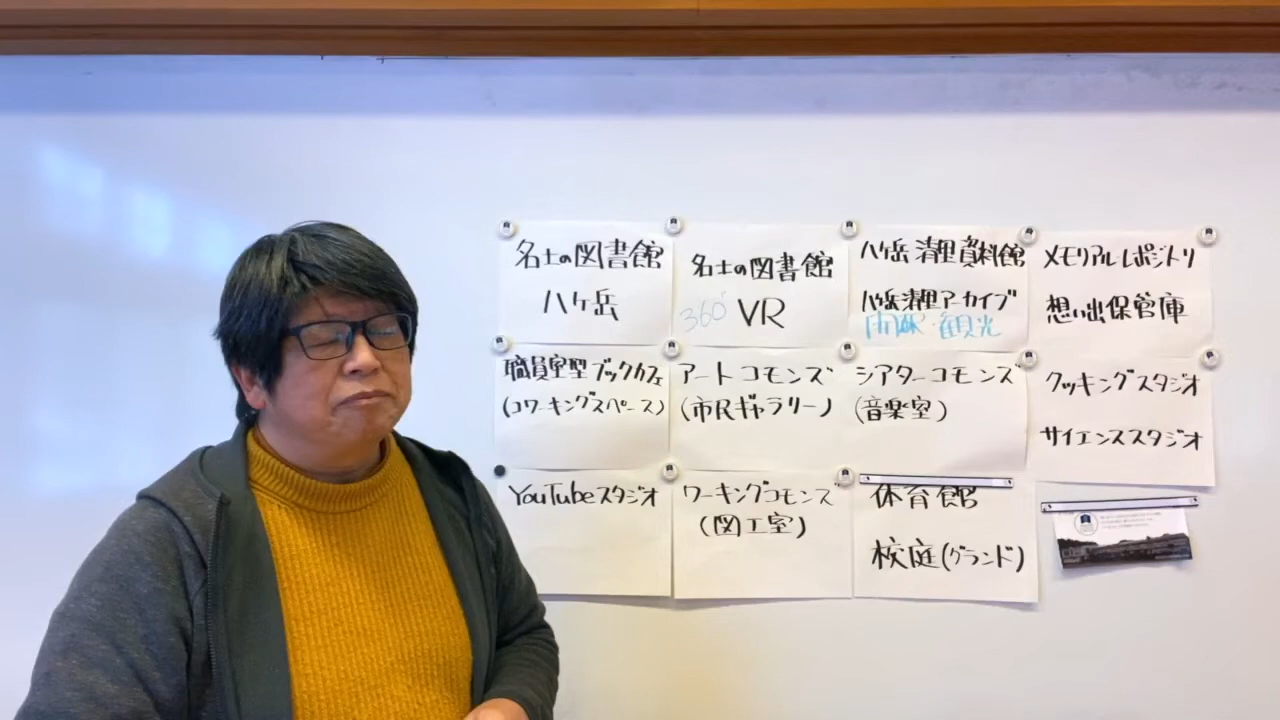 名士の図書館
八ヶ岳
名士の図書館
360° VR
八ヶ岳 清里 資料館
八ヶ岳清里アーカイブ
観光
メモリアルレポジトリ
想い出保管庫
職員室型ブックカフェ
(コワーキングスペース)
アートコモンズ
(市民ギャラリー)
シアターコモンズ
(音楽室)
クッキングスタジオ
サイエンススタジオ
YouTubeスタジオ
ワーキングコモンズ
(図工室)
体育館
校庭(グランド)